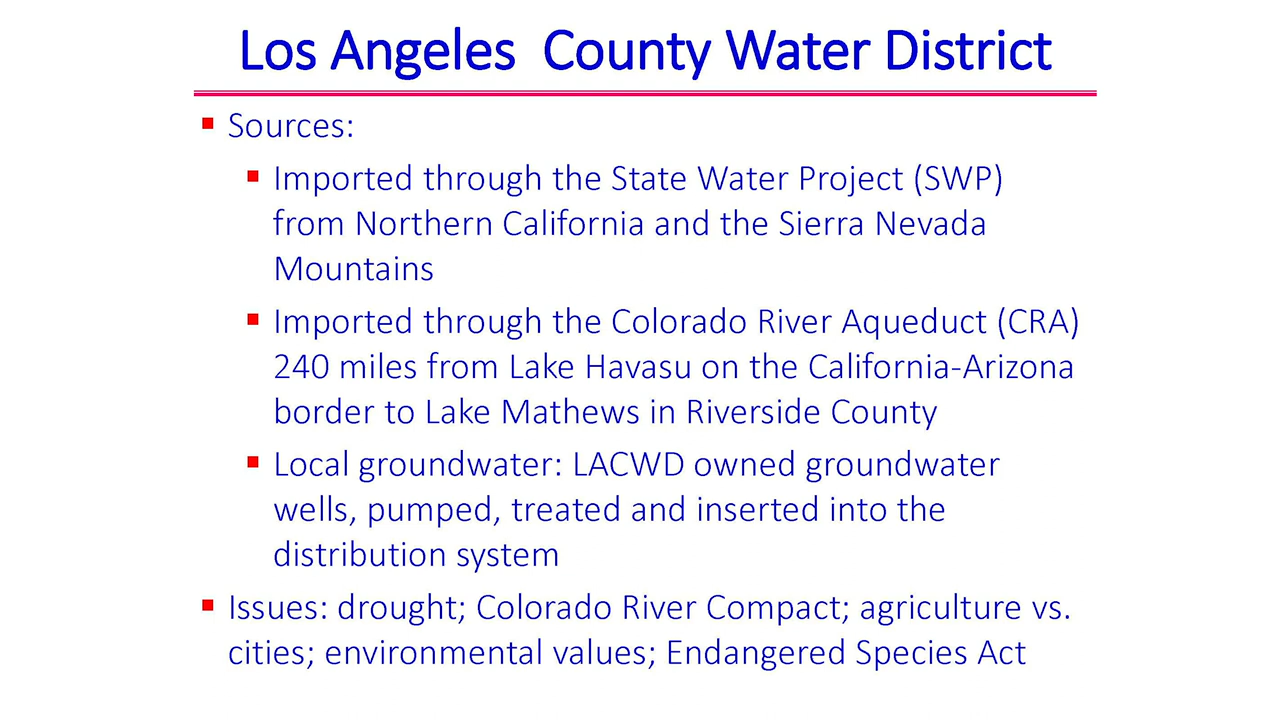 Los Angeles  County Water District
▪ Sources:
▪ Imported through the State Water Project (SWP)
from Northern California and the Sierra Nevada
Mountains
▪ Imported through the Colorado River Aqueduct (CRA)
240 miles from Lake Havasu on the California-Arizona
border to Lake Mathews in Riverside County
▪ Local groundwater: LACWD owned groundwater
wells, pumped, treated and inserted into the
distribution system
▪ Issues: drought; Colorado River Compact; agriculture vs.
cities; environmental values; Endangered Species Act